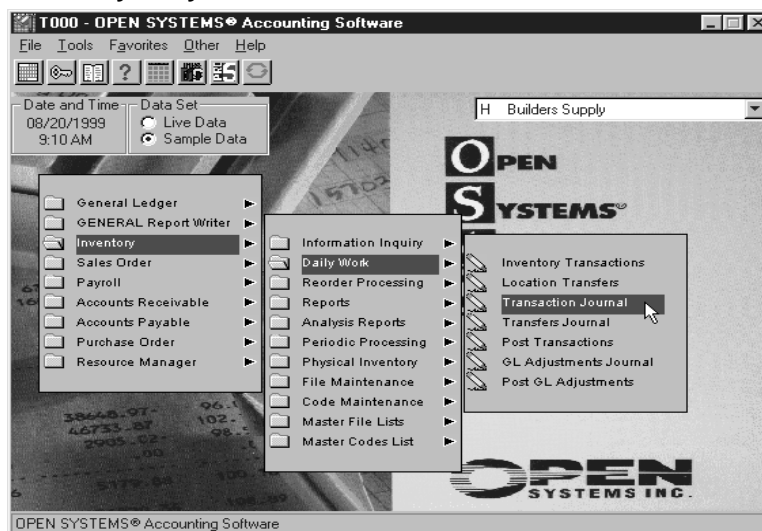 T000 - OPEN SYSTEMS® Accounting Software
File Tools Favorites Other Help
Date and Time
08/20/1999
9:10 AM
Data Set
Live Data
Sample Data
H Builders Supply
OPEN
SYSTEMS®
General Ledger
GENERAL Report Writer
Inventory
Sales Order
Payroll
Accounts Receivable
Accounts Payable
Purchase Order
Resource Manager
Information Inquiry
Daily Work
Reorder Processing
Reports
Analysis Reports
Periodic Processing
Physical Inventory
File Maintenance
Code Maintenance
Master File Lists
Master Codes List
Inventory Transactions
Location Transfers
Transaction Journal
Transfers Journal
Post Transactions
GL Adjustments Journal
Post GL Adjustments
OPEN
SYSTEMS INC.
OPEN SYSTEMS® Accounting Software